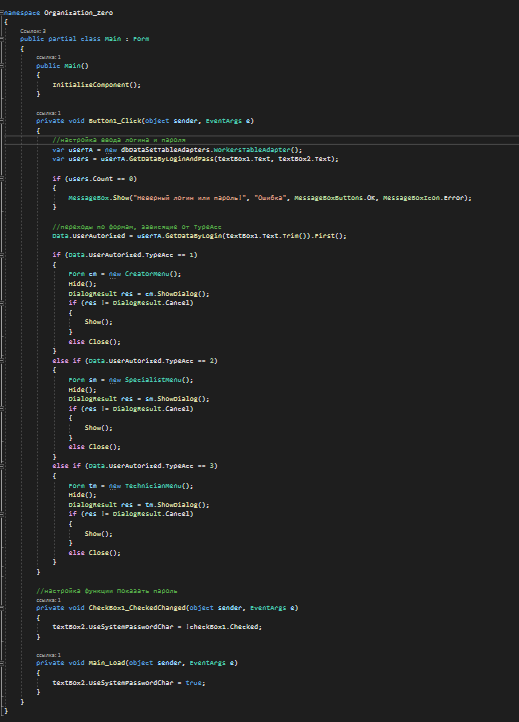 namespace Organization_Zero
{
Ссылок: 3
public partial class Main : Form
{
ссылка: 1
public Main()
{
InitializeComponent();
}
ссылка: 1
private void Button1_Click(object sender, EventArgs e)
{
//настройка ввода логина и пароля
var userTA = new dbDataSetTableAdapters.WorkersTableAdapter();
var users = userTA.GetDataByLoginAndPass(textBox1.Text, textBox2.Text);
if (users.Count == 0)
{
MessageBox.Show("Неверный логин или пароль!", "Ошибка", MessageBoxButtons.OK, MessageBoxIcon.Error);
}
//переходы по формам, зависящие от TypeAcc
Data.UserAutorized = userTA.GetDataByLogin(textBox1.Text.Trim()).First();
if (Data.UserAutorized.TypeAcc == 1)
{
Form cm = new CreatorMenu();
Hide();
DialogResult res = cm.ShowDialog();
if (res != DialogResult.Cancel)
{
Show();
}
else Close();
}
else if (Data.UserAutorized.TypeAcc == 2)
{
Form sm = new SpecialistMenu();
Hide();
DialogResult res = sm.ShowDialog();
if (res != DialogResult.Cancel)
{
Show();
}
else Close();
}
else if (Data.UserAutorized.TypeAcc == 3)
{
Form tm = new TechnicianMenu();
Hide();
DialogResult res = tm.ShowDialog();
if (res != DialogResult.Cancel)
{
Show();
}
else Close();
}
}
//настройка функции Показать пароль
ссылка: 1
private void CheckBox1_CheckedChanged(object sender, EventArgs e)
{
textBox2.UseSystemPasswordChar = !checkBox1.Checked;
}
ссылка: 1
private void Main_Load(object sender, EventArgs e)
{
textBox2.UseSystemPasswordChar = true;
}
}
}